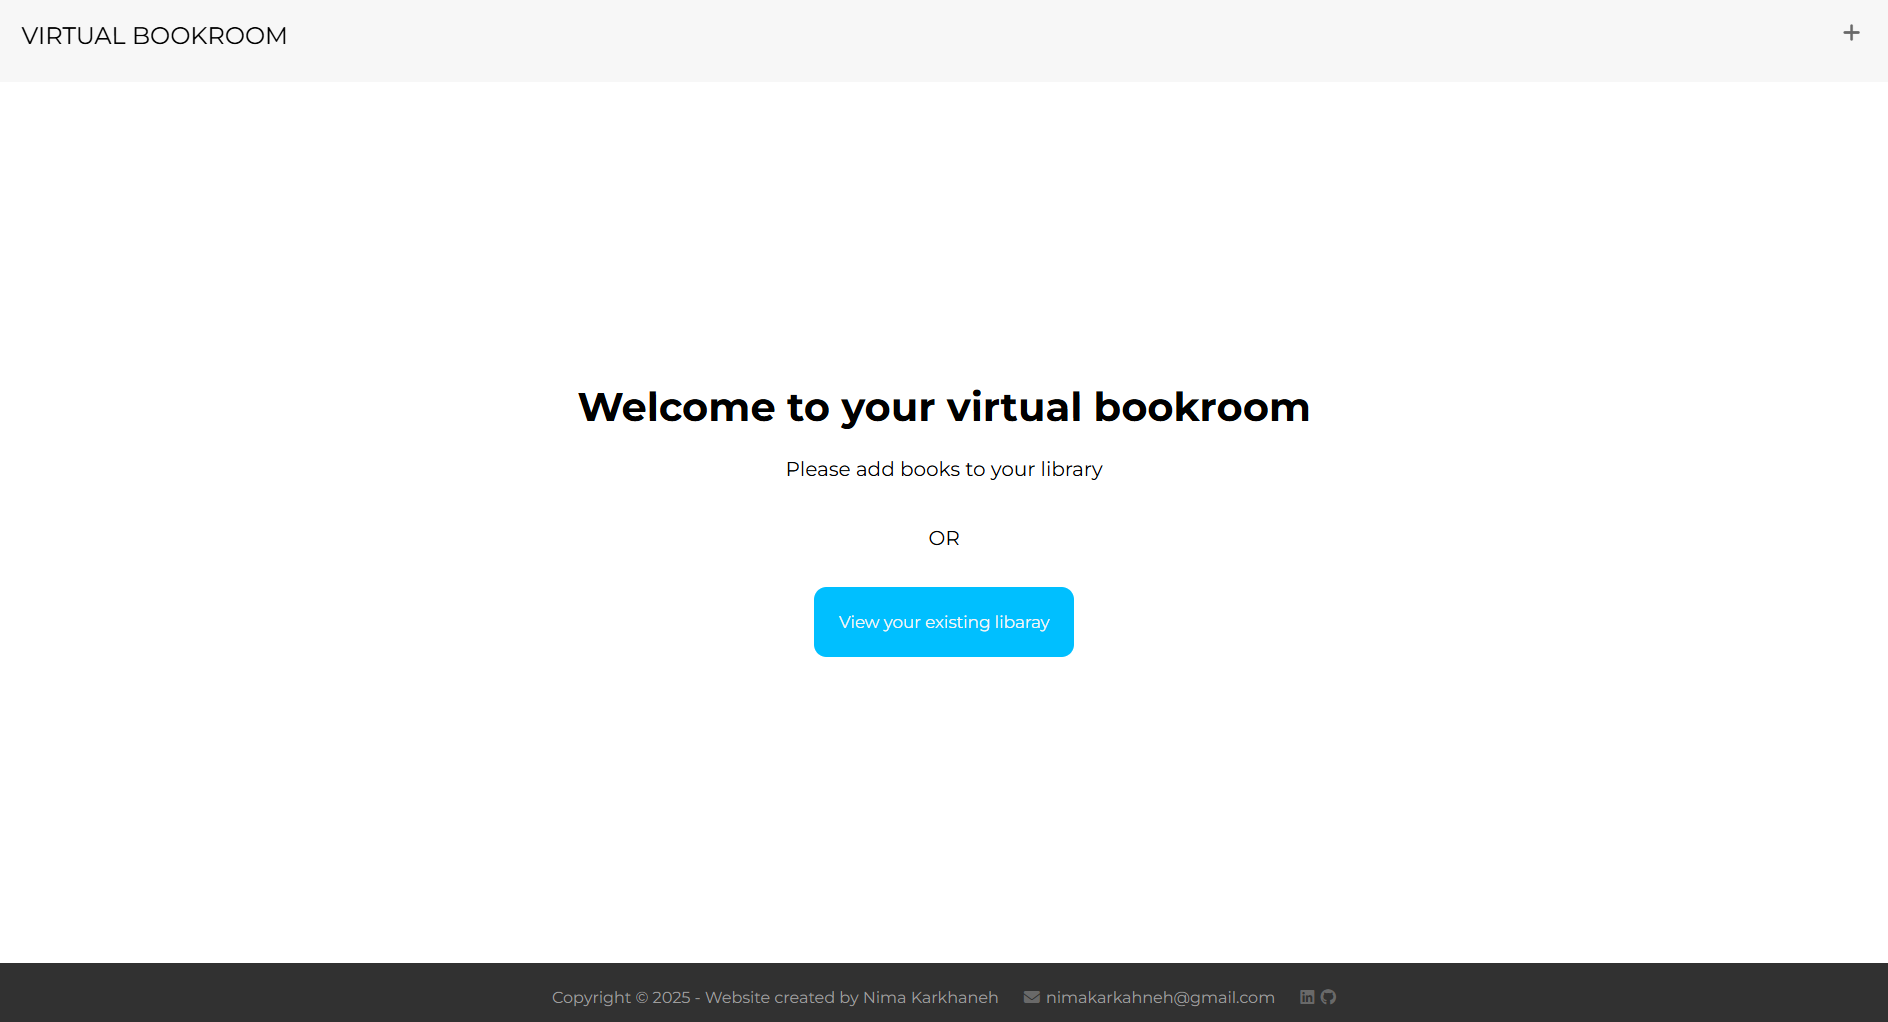 VIRTUAL BOOKROOM
Welcome to your virtual bookroom
Please add books to your library
OR
View your existing libaray
Copyright © 2025 - Website created by Nima Karkhaneh nimakarkahneh@gmail.com